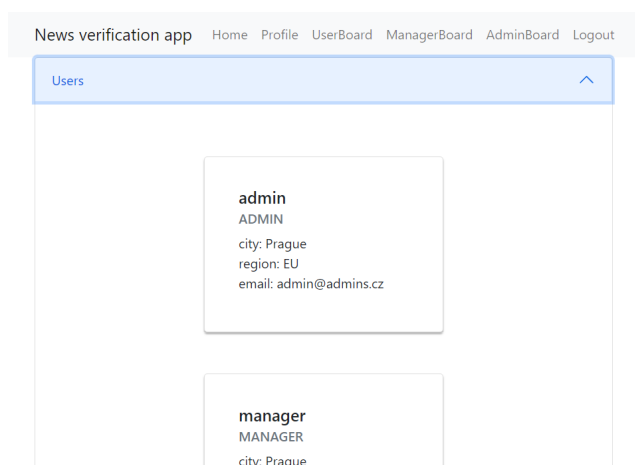 News verification app Home Profile UserBoard ManagerBoard AdminBoard Logout
Users
admin
ADMIN
city: Prague
region: EU
email: admin@admins.cz
manager
MANAGER
city: Prague